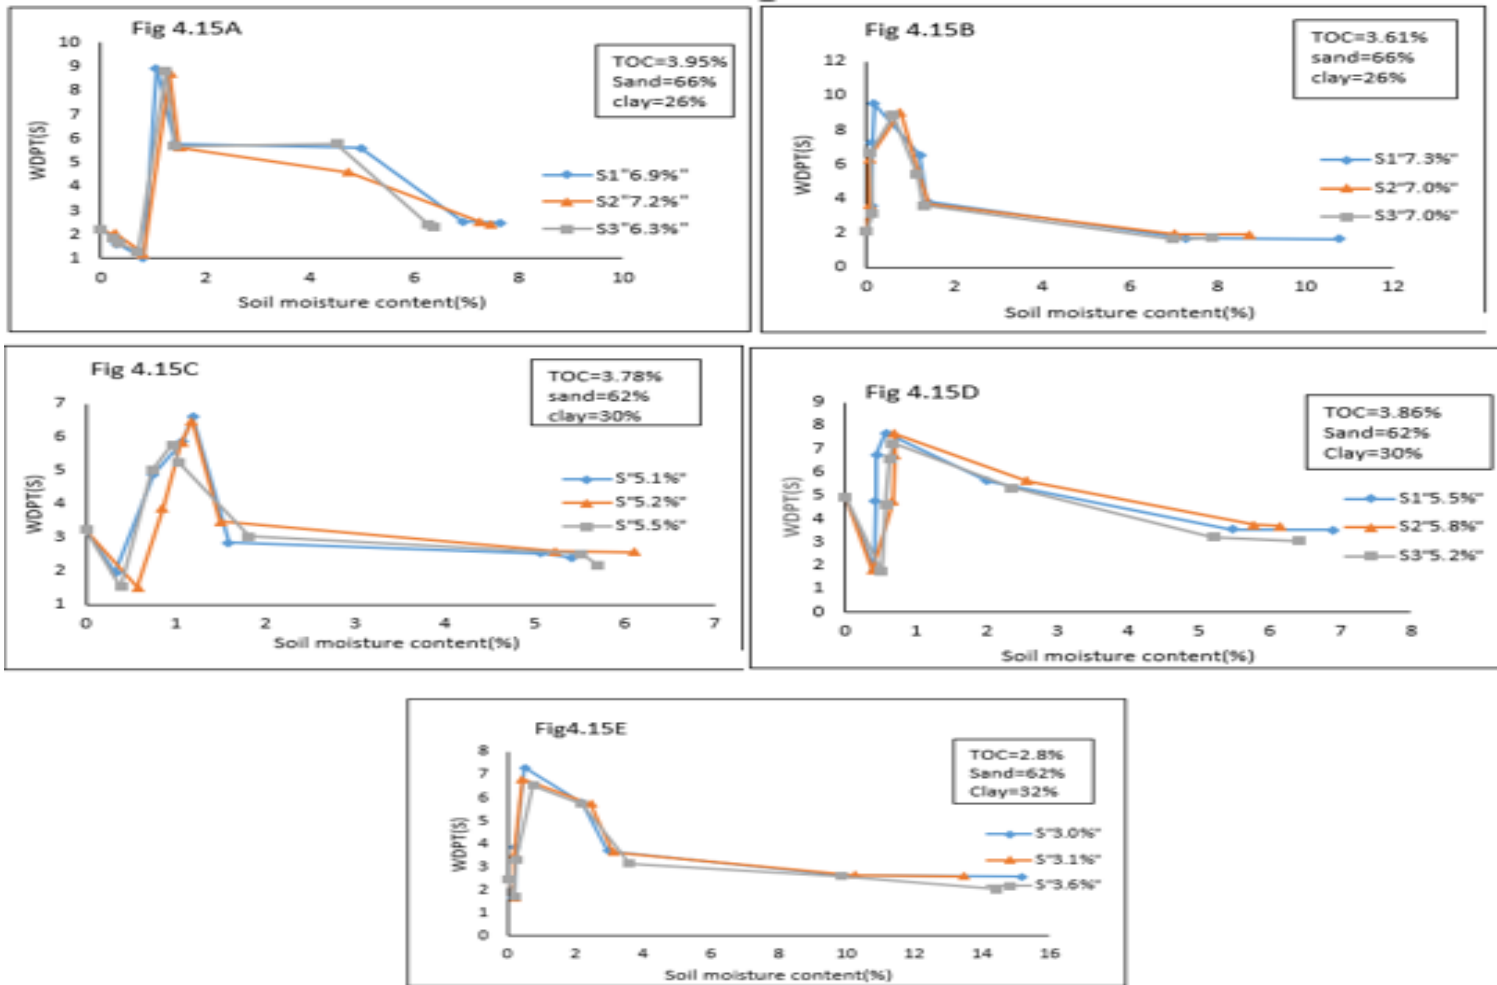 Fig 4.15A
TOC=3.95%
Sand=66%
clay=26%
10
9
8
7
6
5
4
3
2
1
WDPT(S)
S1"6.9%"
S2"7.2%"
S3"6.3%"
0 2 4 6 8 10
Soil moisture content(%)
Fig 4.15B
TOC=3.61%
sand=66%
clay=26%
12
10
8
6
4
2
0
WDPT(S)
S1"7.3%"
S2"7.0%"
S3"7.0%"
0 2 4 6 8 10 12
Soil moisture content(%)
Fig 4.15C
TOC=3.78%
sand=62%
clay=30%
7
6
5
4
3
2
1
WDPT(S)
S"5.1%"
S"5.2%"
S"5.5%"
0 1 2 3 4 5 6 7
Soil moisture content(%)
Fig 4.15D
TOC=3.86%
Sand=62%
Clay=30%
9
8
7
6
5
4
3
2
1
0
WDPT(S)
S1"5.5%"
S2"5.8%"
S3"5.2%"
0 1 2 3 4 5 6 7 8
Soil moisture content(%)
Fig4.15E
TOC=2.8%
Sand=62%
Clay=32%
8
7
6
5
4
3
2
1
0
WDPT(S)
S"3.0%"
S"3.1%"
S"3.6%"
0 2 4 6 8 10 12 14 16
Soil moisture content(%)